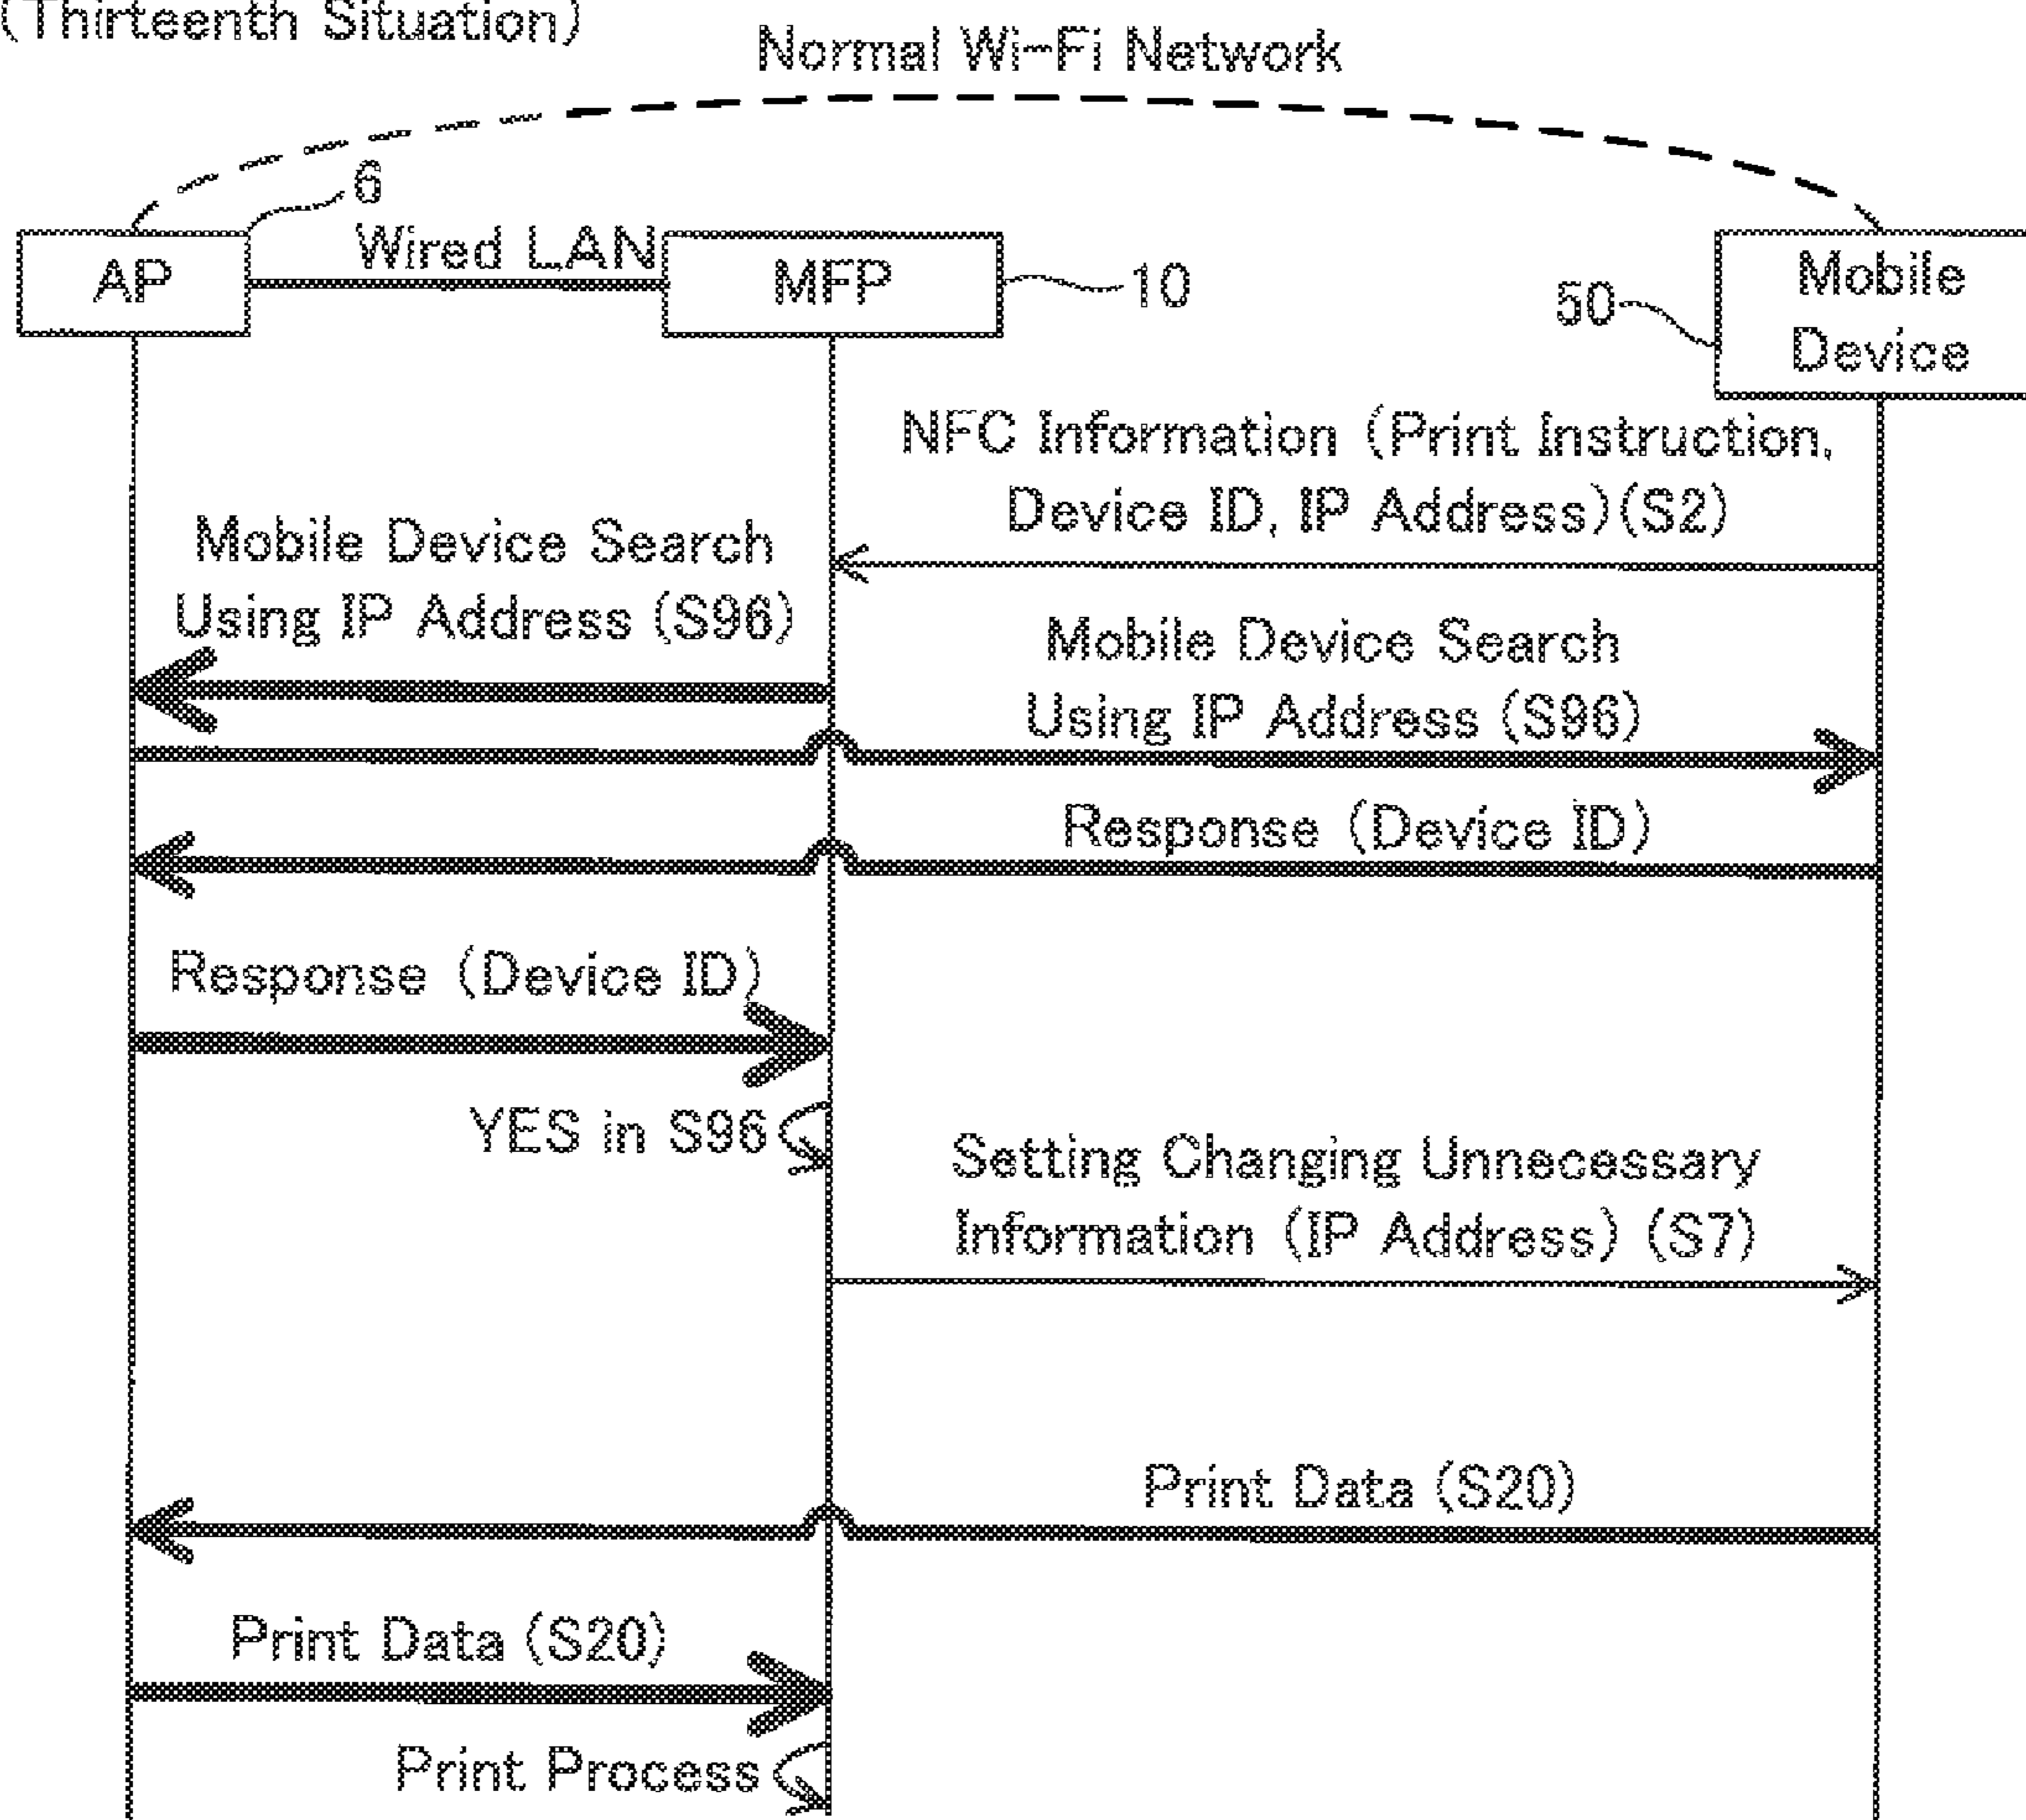 (Thirteenth Situation)
Normal Wi-Fi Network
6
AP
Wired LAN
MFP
10
50
Mobile
Device
NFC Information (Print Instruction,
Device ID, IP Address)(S2)
Mobile Device Search
Using IP Address (S96)
Mobile Device Search
Using IP Address (S96)
Response (Device ID)
Response (Device ID)
YES in S96
Setting Changing Unnecessary
Information (IP Address) (S7)
Print Data (S20)
Print Data (S20)
Print Process